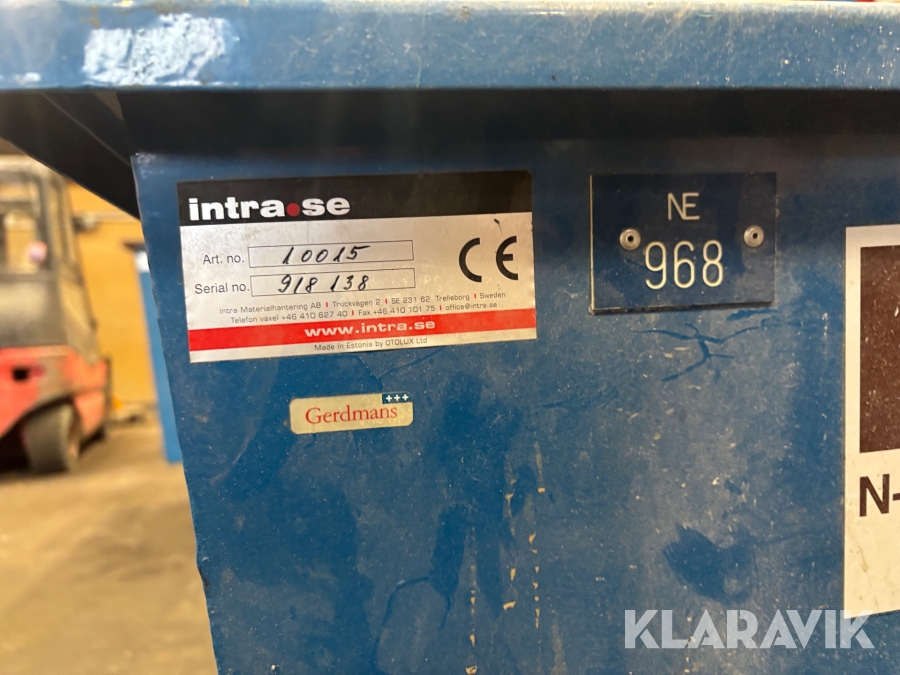 intra.se
Art. no. 10015
Serial no. 918 138
CE
Intra Materialhantering AB | Truckvägen 2 | SE 231 62 Trelleborg | Sweden
Telefon växel +46 410 627 40 | Fax +46 410 101 75 | office@intra.se
www.intra.se
Made in Estonia by OTOLUX Ltd
NE
968
+++
Gerdmans
N-
KLARAVIK